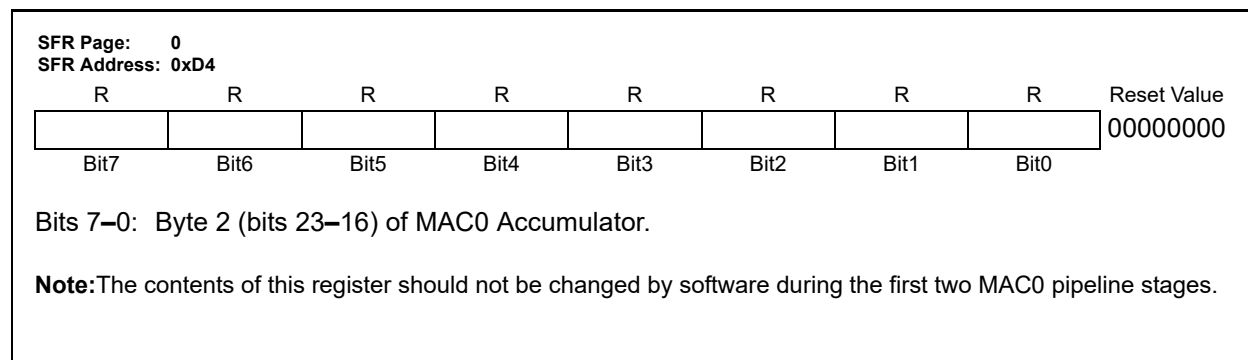 SFR Page: 0
SFR Address: 0xD4
R R R R R R R R Reset Value
00000000
Bit7 Bit6 Bit5 Bit4 Bit3 Bit2 Bit1 Bit0
Bits 7–0: Byte 2 (bits 23–16) of MAC0 Accumulator.
Note:The contents of this register should not be changed by software during the first two MAC0 pipeline stages.